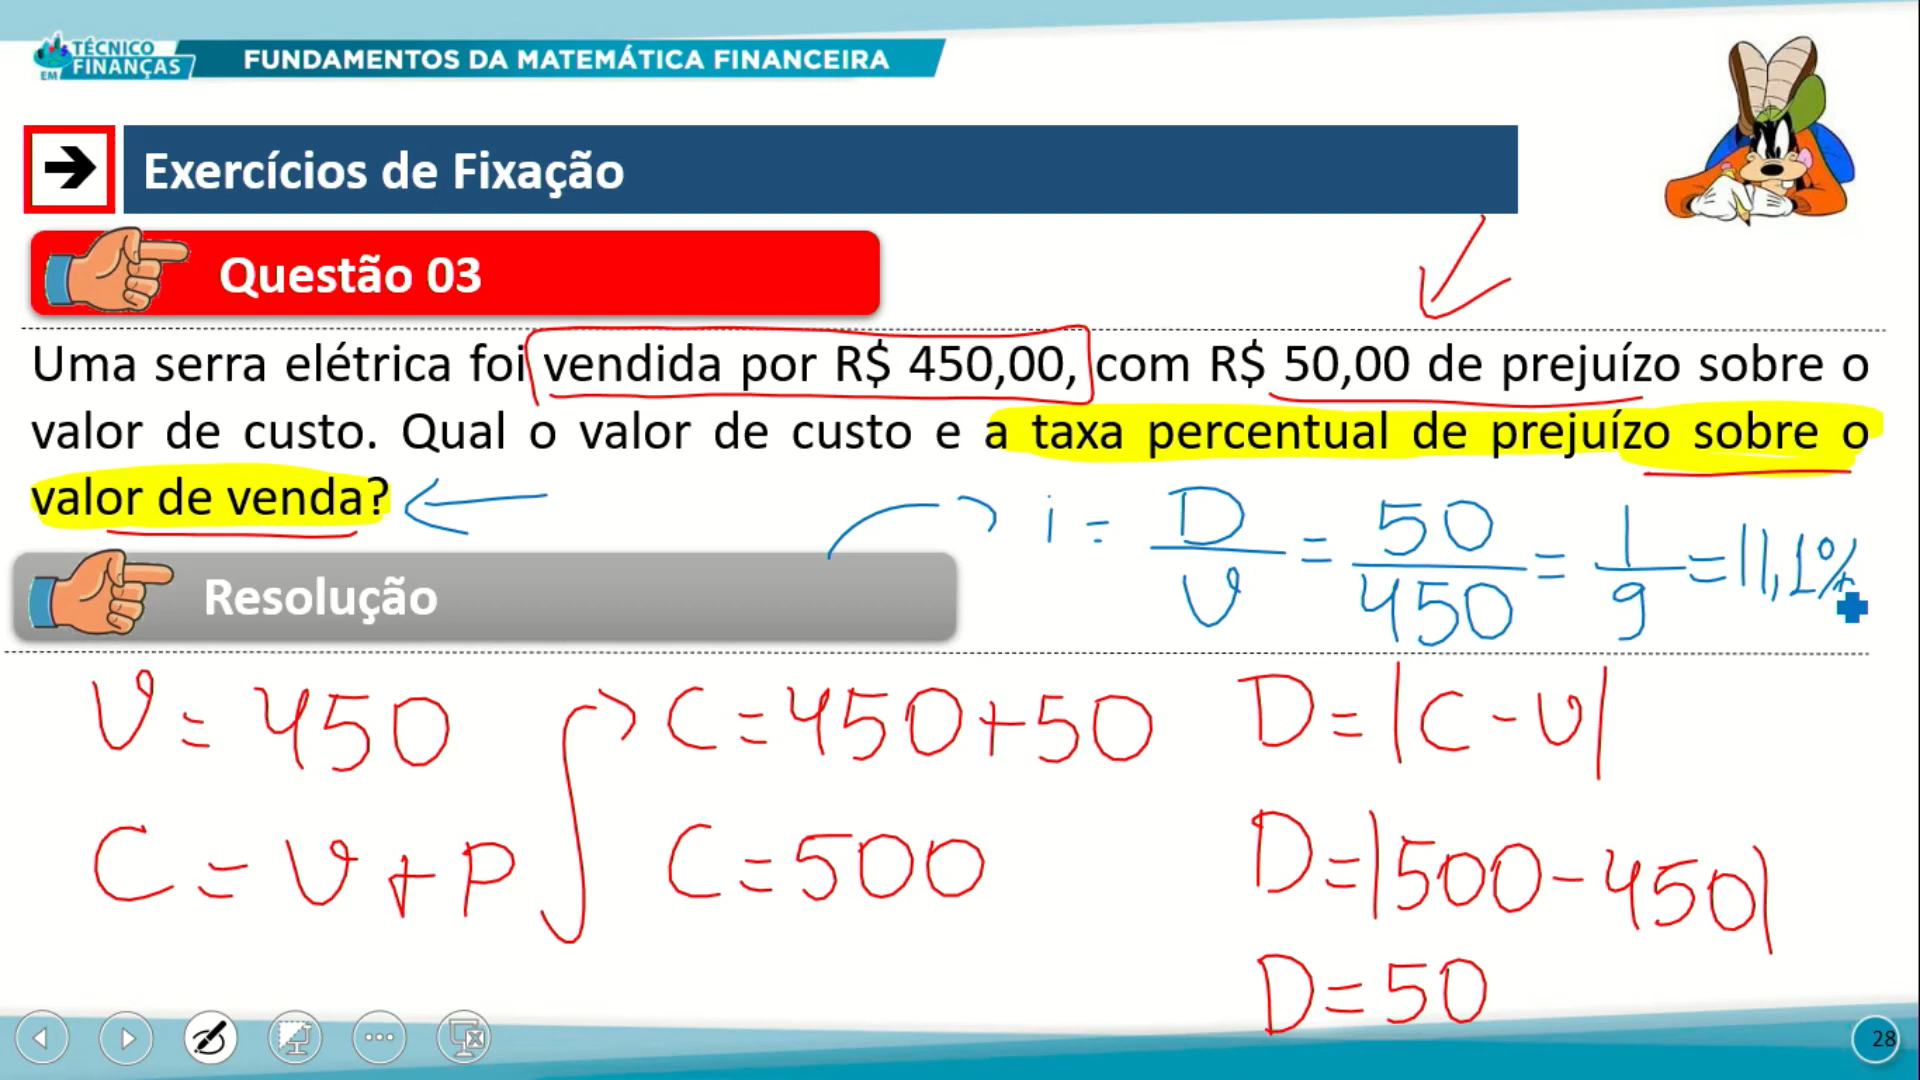 TÉCNICO
EM FINANÇAS
FUNDAMENTOS DA MATEMÁTICA FINANCEIRA
Exercícios de Fixação
Questão 03
Uma serra elétrica foi vendida por R$ 450,00, com R$ 50,00 de prejuízo sobre o
valor de custo. Qual o valor de custo e a taxa percentual de prejuízo sobre o
valor de venda?
i = D/V = 50/450 = 1/9 = 11,1%
Resolução
V = 450
C = V + P
C = 450 + 50
C = 500
D = |C - V|
D = |500 - 450|
D = 50
28